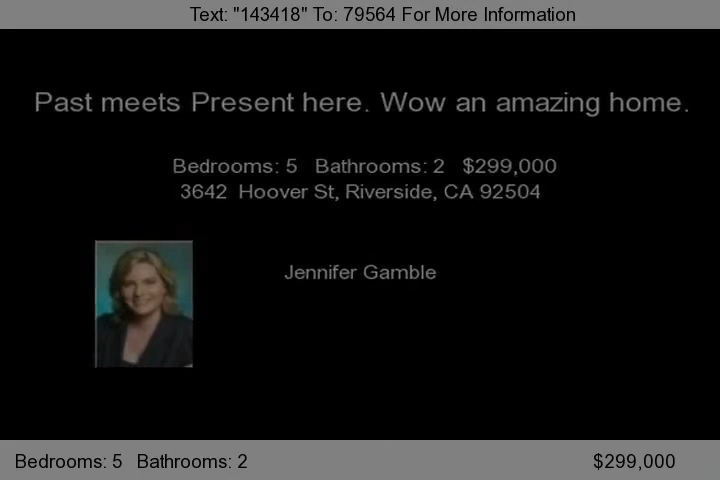 Text: "143418" To: 79564 For More Information
Past meets Present here. Wow an amazing home.
Bedrooms: 5 Bathrooms: 2 $299,000
3642 Hoover St, Riverside, CA 92504
Jennifer Gamble
Bedrooms: 5 Bathrooms: 2 $299,000